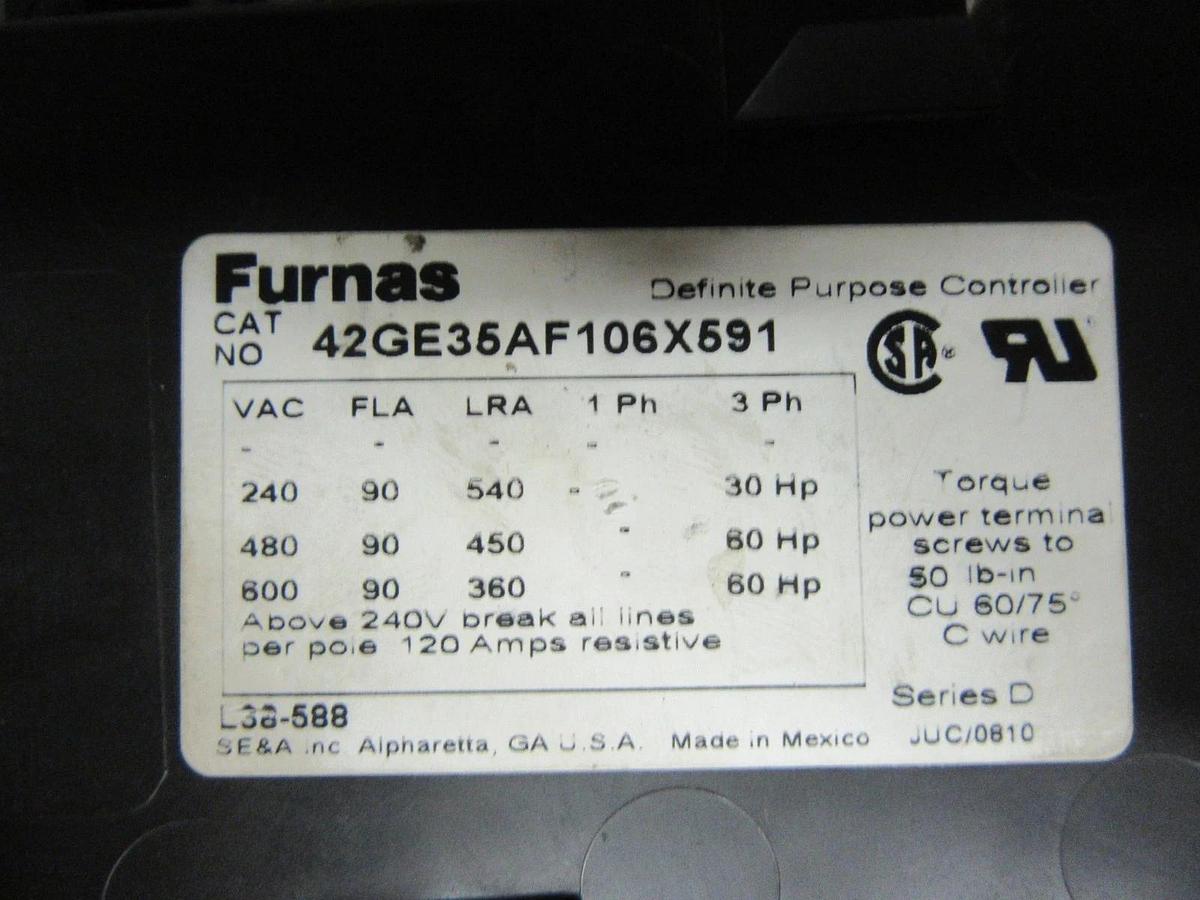 Furnas
Definite Purpose Controller
CAT NO 42GE35AF106X591
VAC FLA LRA 1 Ph 3 Ph
- - - - -
240 90 540 - 30 Hp
480 90 450 - 60 Hp
600 90 360 - 60 Hp
Above 240V break all lines
per pole 120 Amps resistive
Torque
power terminal
screws to
50 lb-in
CU 60/75°
C wire
Series D
SE&A Inc Alpharetta, GA U.S.A. Made in Mexico JUC/0810